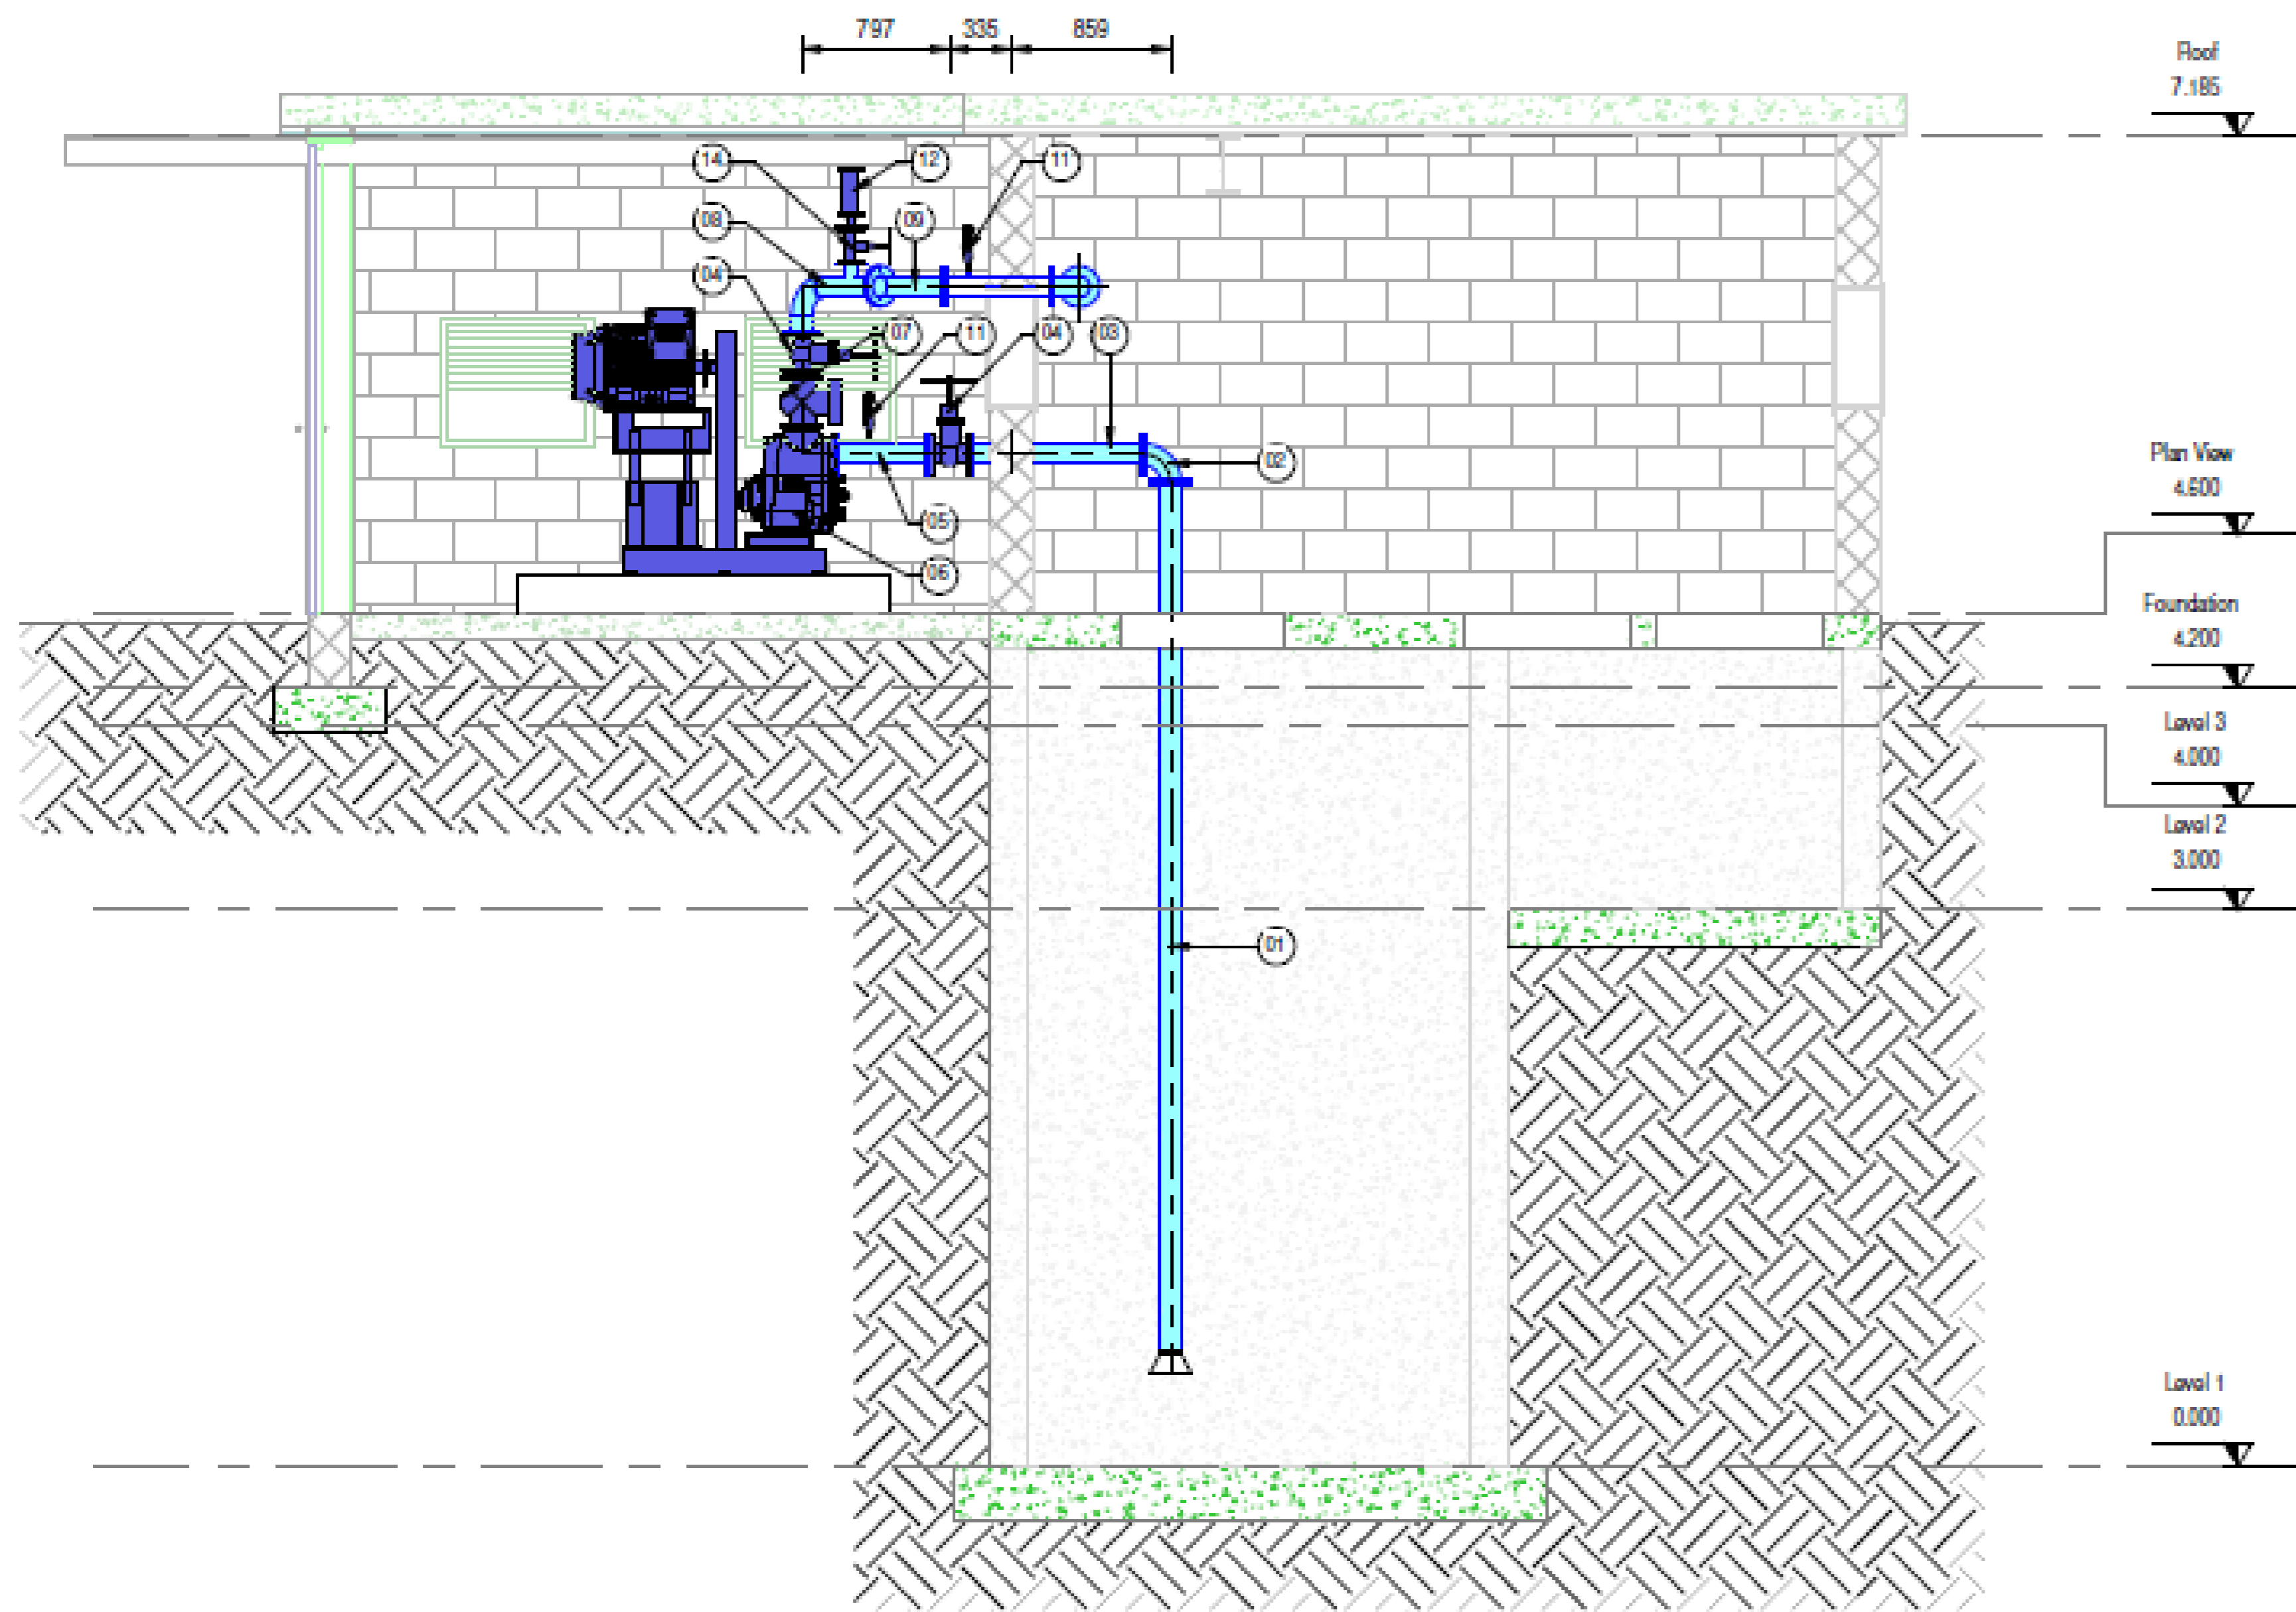 797 335 859
Roof
7.185
14
12
11
08
09
04
07
11
04
03
02
05
06
Plan View
4.600
Foundation
4.200
Level 3
4.000
Level 2
3.000
01
Level 1
0.000